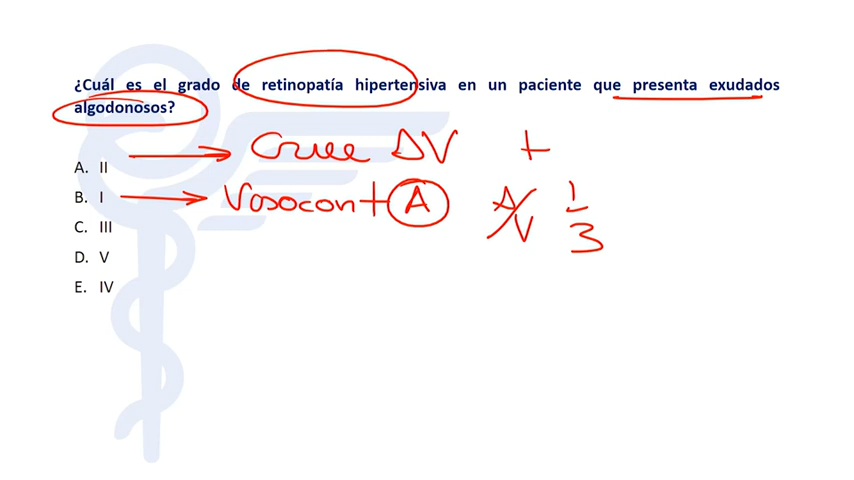 ¿Cuál es el grado de retinopatía hipertensiva en un paciente que presenta exudados
algodonosos?
A. II
Cruce AV +
B. I
Vasocont A A/V 1/3
C. III
D. V
E. IV